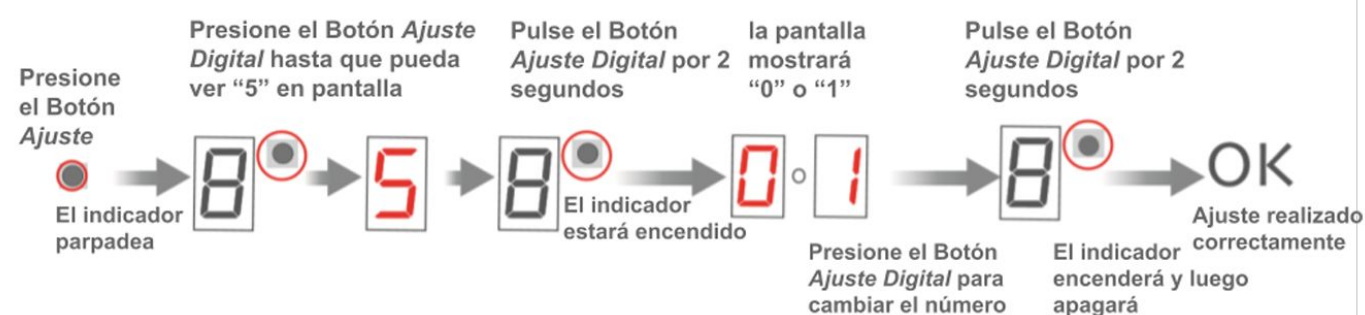 Presione
el Botón
Ajuste
El indicador
parpadea
Presione el Botón Ajuste
Digital hasta que pueda
ver “5” en pantalla
8
5
Pulse el Botón
Ajuste Digital por 2
segundos
8
El indicador
estará encendido
la pantalla
mostrará
“0” o “1”
0 o 1
Presione el Botón
Ajuste Digital para
cambiar el número
Pulse el Botón
Ajuste Digital por 2
segundos
8
El indicador
encenderá y luego
apagará
OK
Ajuste realizado
correctamente